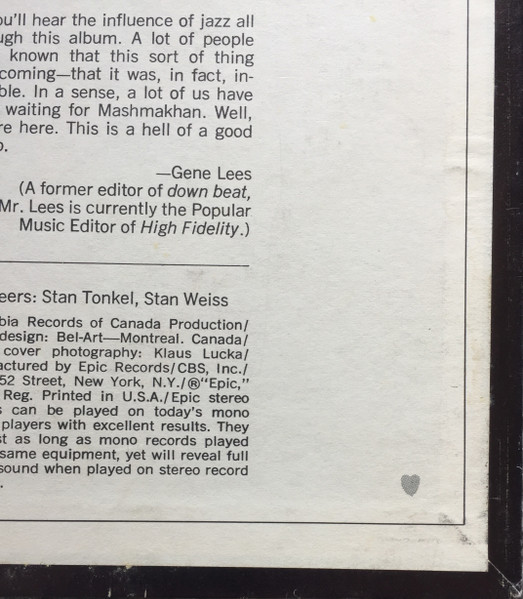 ou'll hear the influence of jazz all
ugh this album. A lot of people
known that this sort of thing
coming—that it was, in fact, in-
ble. In a sense, a lot of us have
waiting for Mashmakhan. Well,
re here. This is a hell of a good
o.
—Gene Lees
(A former editor of down beat,
Mr. Lees is currently the Popular
Music Editor of High Fidelity.)
eers: Stan Tonkel, Stan Weiss
bia Records of Canada Production/
design: Bel-Art—Montreal. Canada/
cover photography: Klaus Lucka/
actured by Epic Records/CBS, Inc./
52 Street, New York, N.Y./®"Epic,"
Reg. Printed in U.S.A./Epic stereo
s can be played on today's mono
players with excellent results. They
st as long as mono records played
same equipment, yet will reveal full
sound when played on stereo record
.